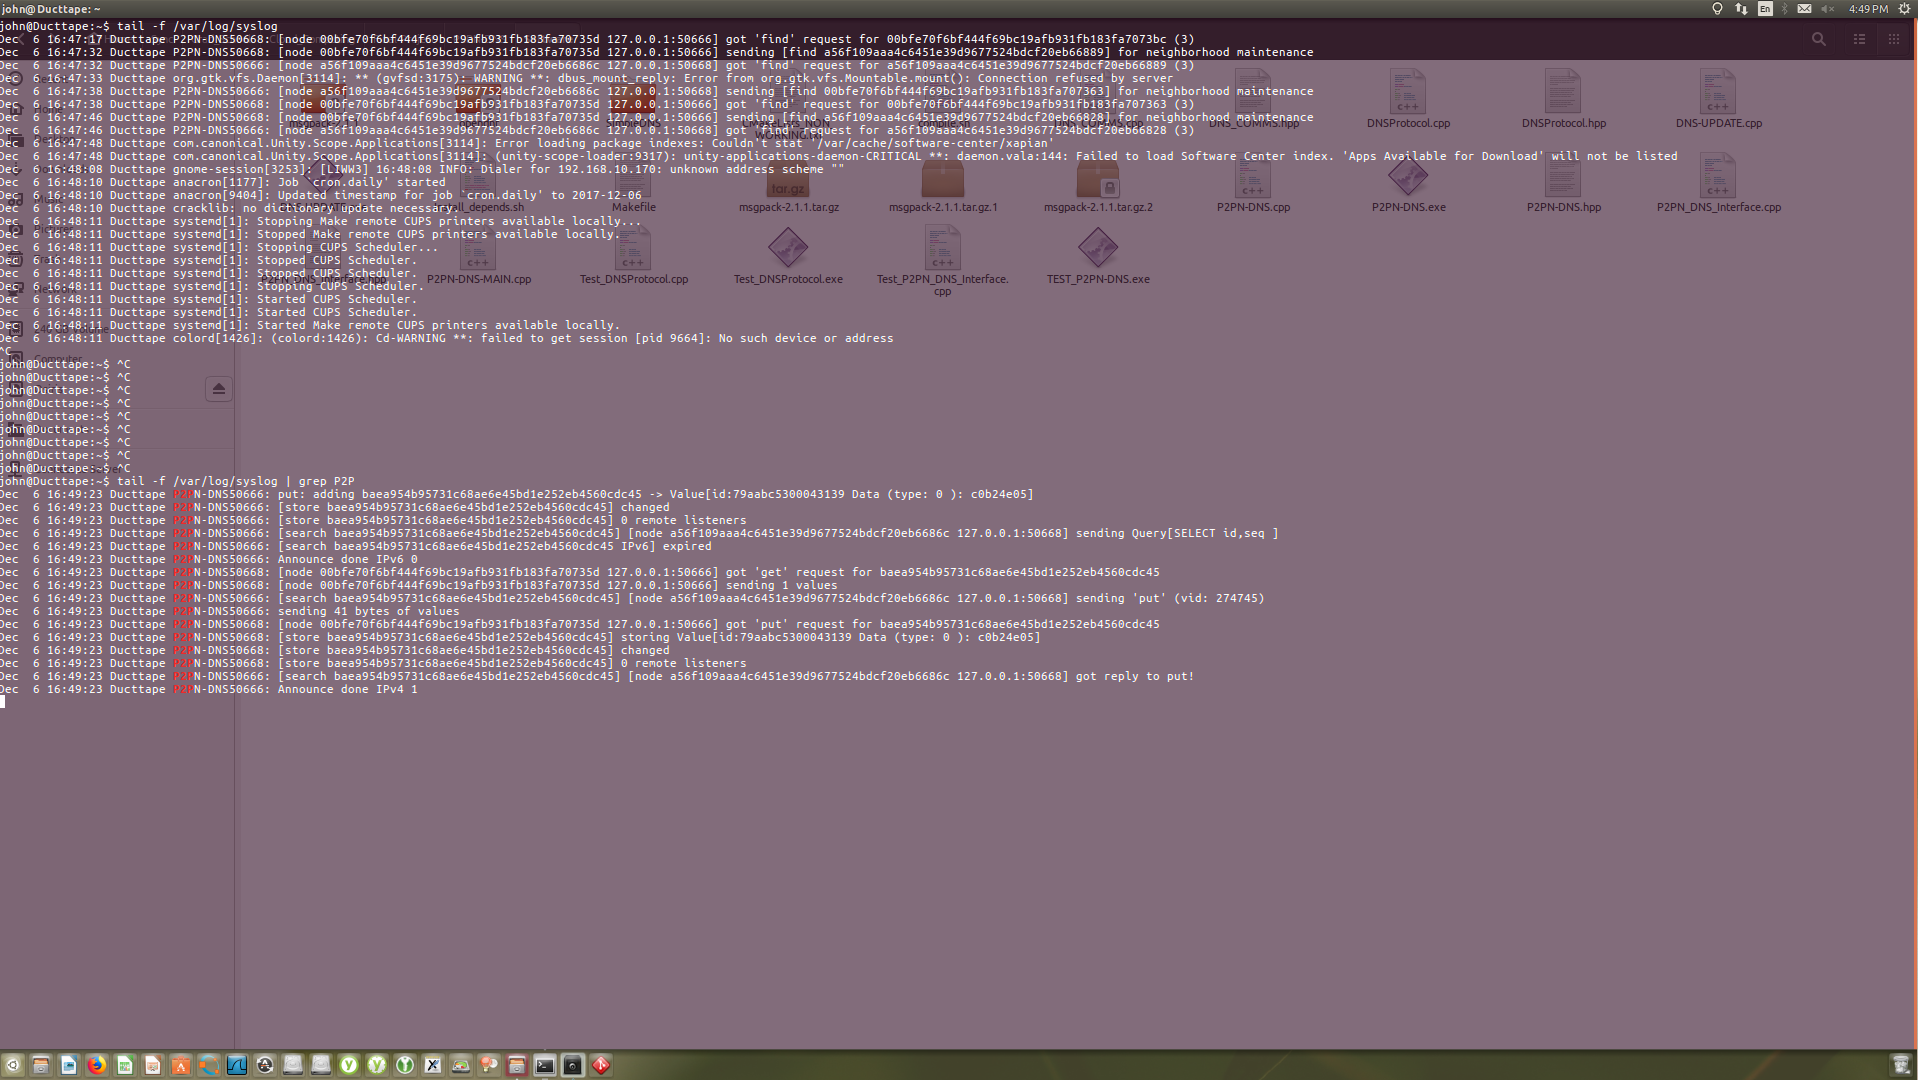 john@Ducttape: ~
En
4:49 PM
john@Ducttape:~$ tail -f /var/log/syslog
Dec  6 16:47:17 Ducttape P2PN-DNS50668: [node 00bfe70f6bf444f69bc19afb931fb183fa70735d 127.0.0.1:50666] got 'find' request for 00bfe70f6bf444f69bc19afb931fb183fa7073bc (3)
Dec  6 16:47:32 Ducttape P2PN-DNS50666: [node a56f109aaa4c6451e39d9677524bdcf20eb6686c 127.0.0.1:50668] sending [find a56f109aaa4c6451e39d9677524bdcf20eb66889] for neighborhood maintenance
Dec  6 16:47:32 Ducttape P2PN-DNS50668: [node a56f109aaa4c6451e39d9677524bdcf20eb6686c 127.0.0.1:50668] got 'find' request for a56f109aaa4c6451e39d9677524bdcf20eb66889 (3)
Dec  6 16:47:33 Ducttape org.gtk.vfs.Daemon[3114]: ** (gvfsd:3175): WARNING **: dbus_mount_reply: Error from org.gtk.vfs.Mountable.mount(): Connection refused by server
Dec  6 16:47:38 Ducttape P2PN-DNS50668: [node a56f109aaa4c6451e39d9677524bdcf20eb6686c 127.0.0.1:50668] sending [find 00bfe70f6bf444f69bc19afb931fb183fa707363] for neighborhood maintenance
Dec  6 16:47:38 Ducttape P2PN-DNS50668: [node 00bfe70f6bf444f69bc19afb931fb183fa70735d 127.0.0.1:50666] got 'find' request for 00bfe70f6bf444f69bc19afb931fb183fa707363 (3)
Dec  6 16:47:46 Ducttape P2PN-DNS50666: [node 00bfe70f6bf444f69bc19afb931fb183fa70735d 127.0.0.1:50666] sending [find a56f109aaa4c6451e39d9677524bdcf20eb66828] for neighborhood maintenance
Dec  6 16:47:46 Ducttape P2PN-DNS50666: [node a56f109aaa4c6451e39d9677524bdcf20eb6686c 127.0.0.1:50668] got 'find' request for a56f109aaa4c6451e39d9677524bdcf20eb66828 (3)
Dec  6 16:47:48 Ducttape com.canonical.Unity.Scope.Applications[3114]: Error loading package indexes: Couldn't stat '/var/cache/software-center/xapian'
Dec  6 16:47:48 Ducttape com.canonical.Unity.Scope.Applications[3114]: (unity-scope-loader:9317): unity-applications-daemon-CRITICAL **: daemon.vala:144: Failed to load Software Center index. 'Apps Available for Download' will not be listed
Dec  6 16:48:08 Ducttape gnome-session[3253]: [LIWW3] 16:48:08 INFO: Dialer for 192.168.10.170: unknown address scheme ""
Dec  6 16:48:10 Ducttape anacron[1177]: Job `cron.daily' started
Dec  6 16:48:10 Ducttape anacron[9404]: Updated timestamp for job `cron.daily' to 2017-12-06
Dec  6 16:48:10 Ducttape cracklib: no dictionary update necessary.
Dec  6 16:48:11 Ducttape systemd[1]: Stopping Make remote CUPS printers available locally...
Dec  6 16:48:11 Ducttape systemd[1]: Stopped Make remote CUPS printers available locally.
Dec  6 16:48:11 Ducttape systemd[1]: Stopping CUPS Scheduler...
Dec  6 16:48:11 Ducttape systemd[1]: Stopped CUPS Scheduler.
Dec  6 16:48:11 Ducttape systemd[1]: Stopped CUPS Scheduler.
Dec  6 16:48:11 Ducttape systemd[1]: Stopping CUPS Scheduler.
Dec  6 16:48:11 Ducttape systemd[1]: Started CUPS Scheduler.
Dec  6 16:48:11 Ducttape systemd[1]: Started CUPS Scheduler.
Dec  6 16:48:11 Ducttape systemd[1]: Started Make remote CUPS printers available locally.
Dec  6 16:48:11 Ducttape colord[1426]: (colord:1426): Cd-WARNING **: failed to get session [pid 9664]: No such device or address
^C
john@Ducttape:~$ ^C
john@Ducttape:~$ ^C
john@Ducttape:~$ ^C
john@Ducttape:~$ ^C
john@Ducttape:~$ ^C
john@Ducttape:~$ ^C
john@Ducttape:~$ ^C
john@Ducttape:~$ ^C
john@Ducttape:~$ ^C
john@Ducttape:~$ tail -f /var/log/syslog | grep P2P
Dec  6 16:49:23 Ducttape P2PN-DNS50666: put: adding baea954b95731c68ae6e45bd1e252eb4560cdc45 -> Value[id:79aabc5300043139 Data (type: 0 ): c0b24e05]
Dec  6 16:49:23 Ducttape P2PN-DNS50666: [store baea954b95731c68ae6e45bd1e252eb4560cdc45] changed
Dec  6 16:49:23 Ducttape P2PN-DNS50666: [store baea954b95731c68ae6e45bd1e252eb4560cdc45] 0 remote listeners
Dec  6 16:49:23 Ducttape P2PN-DNS50666: [search baea954b95731c68ae6e45bd1e252eb4560cdc45] [node a56f109aaa4c6451e39d9677524bdcf20eb6686c 127.0.0.1:50668] sending Query[SELECT id,seq ]
Dec  6 16:49:23 Ducttape P2PN-DNS50666: [search baea954b95731c68ae6e45bd1e252eb4560cdc45 IPv6] expired
Dec  6 16:49:23 Ducttape P2PN-DNS50666: Announce done IPv6 0
Dec  6 16:49:23 Ducttape P2PN-DNS50668: [node 00bfe70f6bf444f69bc19afb931fb183fa70735d 127.0.0.1:50666] got 'get' request for baea954b95731c68ae6e45bd1e252eb4560cdc45
Dec  6 16:49:23 Ducttape P2PN-DNS50668: [node 00bfe70f6bf444f69bc19afb931fb183fa70735d 127.0.0.1:50666] sending 1 values
Dec  6 16:49:23 Ducttape P2PN-DNS50666: [search baea954b95731c68ae6e45bd1e252eb4560cdc45] [node a56f109aaa4c6451e39d9677524bdcf20eb6686c 127.0.0.1:50668] sending 'put' (vid: 274745)
Dec  6 16:49:23 Ducttape P2PN-DNS50666: sending 41 bytes of values
Dec  6 16:49:23 Ducttape P2PN-DNS50668: [node 00bfe70f6bf444f69bc19afb931fb183fa70735d 127.0.0.1:50666] got 'put' request for baea954b95731c68ae6e45bd1e252eb4560cdc45
Dec  6 16:49:23 Ducttape P2PN-DNS50668: [store baea954b95731c68ae6e45bd1e252eb4560cdc45] storing Value[id:79aabc5300043139 Data (type: 0 ): c0b24e05]
Dec  6 16:49:23 Ducttape P2PN-DNS50668: [store baea954b95731c68ae6e45bd1e252eb4560cdc45] changed
Dec  6 16:49:23 Ducttape P2PN-DNS50668: [store baea954b95731c68ae6e45bd1e252eb4560cdc45] 0 remote listeners
Dec  6 16:49:23 Ducttape P2PN-DNS50666: [search baea954b95731c68ae6e45bd1e252eb4560cdc45] [node a56f109aaa4c6451e39d9677524bdcf20eb6686c 127.0.0.1:50668] got reply to put!
Dec  6 16:49:23 Ducttape P2PN-DNS50666: Announce done IPv4 1
DNS_COMMS.hpp
DNSProtocol.cpp
DNSProtocol.hpp
DNS-UPDATE.cpp
install_depends.sh
Makefile
msgpack-2.1.1.tar.gz
msgpack-2.1.1.tar.gz.1
msgpack-2.1.1.tar.gz.2
P2PN-DNS.cpp
P2PN-DNS.exe
P2PN-DNS.hpp
P2PN_DNS_Interface.cpp
P2PN_DNS_Interface.hpp
P2PN-DNS-MAIN.cpp
Test_DNSProtocol.cpp
Test_DNSProtocol.exe
Test_P2PN_DNS_Interface.
cpp
TEST_P2PN-DNS.exe